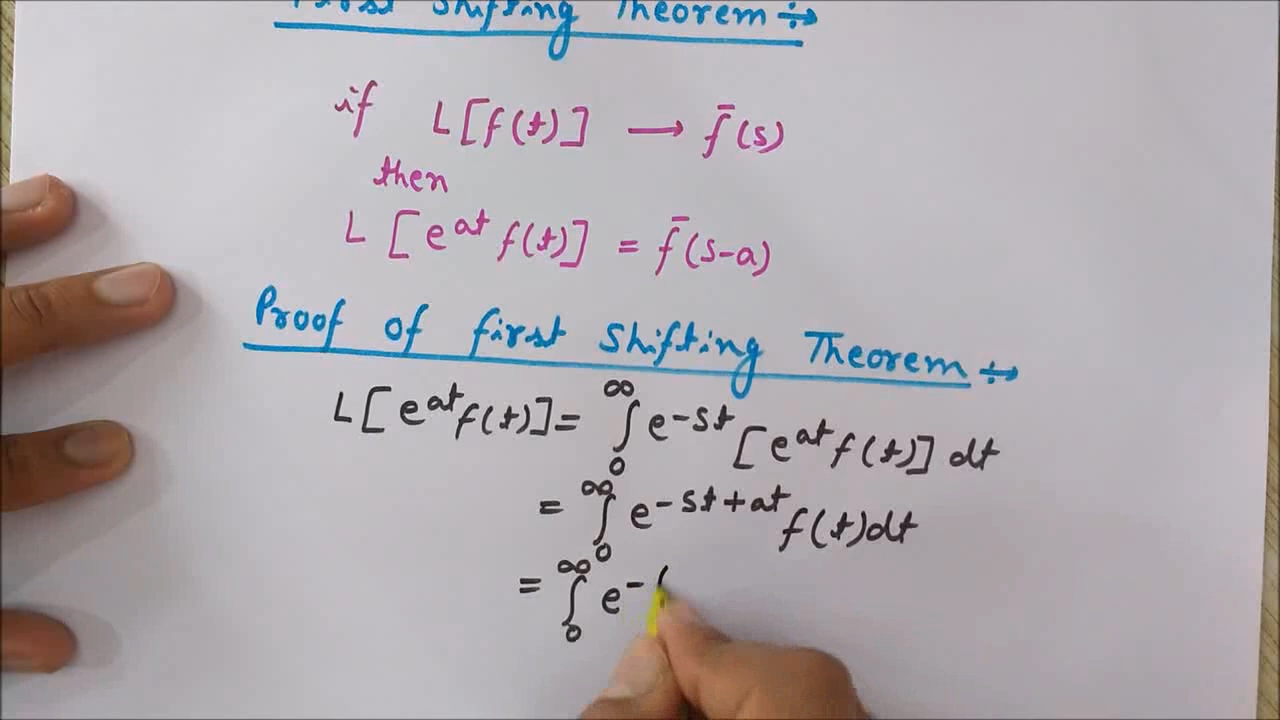 First Shifting Theorem ÷
if L[f(t)] → f̄(s)
then
L [e^at f(t)] = f̄(s-a)
Proof of first shifting Theorem ÷
L[e^at f(t)] = ∫₀^∞ e^-st [e^at f(t)] dt
= ∫₀^∞ e^-st+at f(t)dt
= ∫₀^∞ e^-(